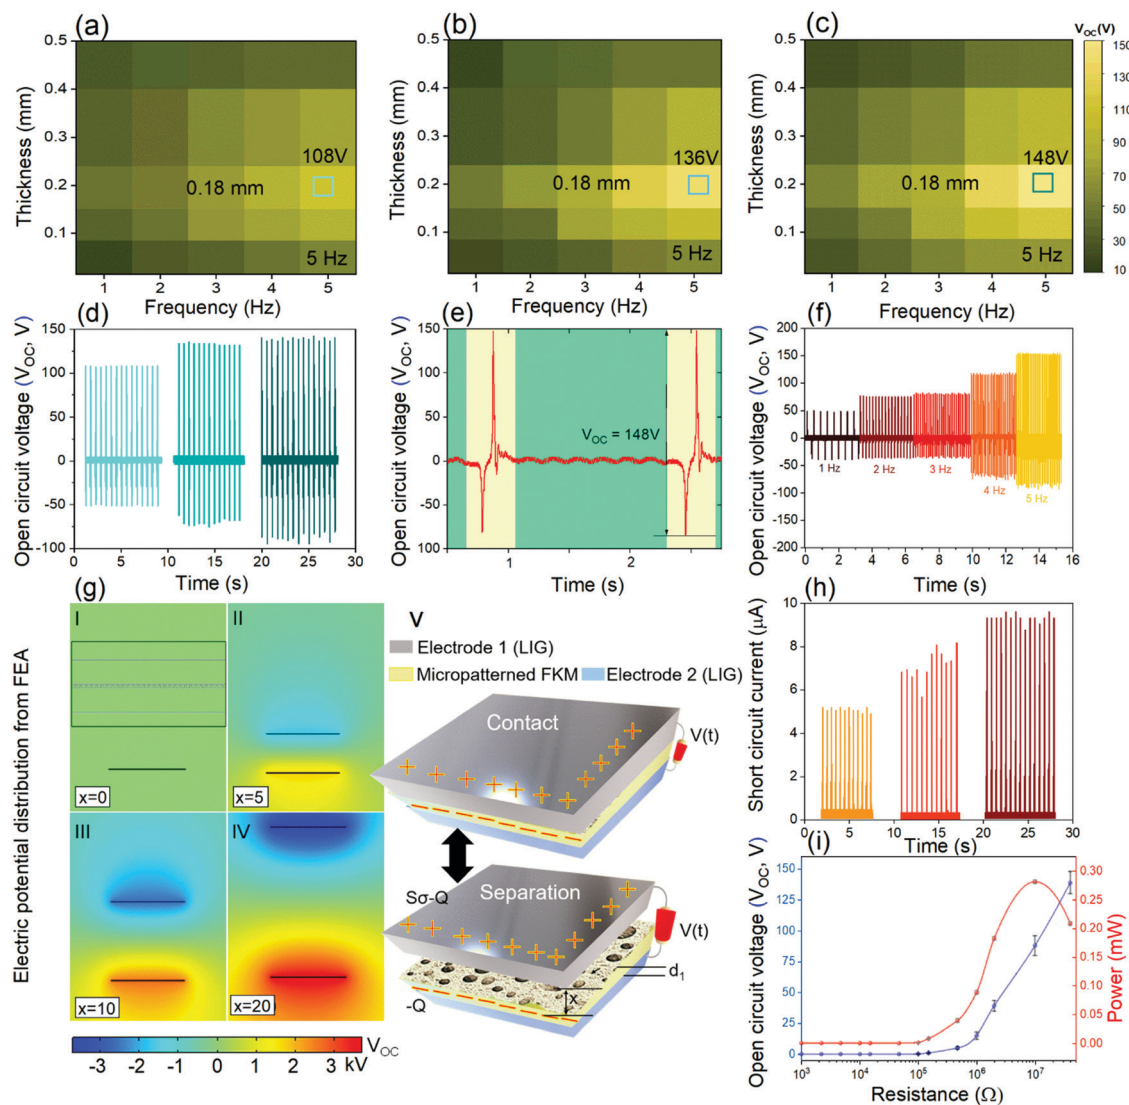 (a)
Thickness (mm)
0.5
0.4
0.3
0.2
0.1
108V
0.18 mm
5 Hz
1 2 3 4 5
Frequency (Hz)
(b)
Thickness (mm)
0.5
0.4
0.3
0.2
0.1
136V
0.18 mm
5 Hz
1 2 3 4 5
Frequency (Hz)
(c)
Thickness (mm)
0.5
0.4
0.3
0.2
0.1
148V
0.18 mm
5 Hz
1 2 3 4 5
Frequency (Hz)
V_OC(V)
150
130
110
90
70
50
30
10
(d)
Open circuit voltage (V_OC, V)
150
100
50
0
-50
-100
0 5 10 15 20 25 30
Time (s)
(e)
Open circuit voltage (V_OC, V)
150
100
50
0
-50
100
V_OC = 148V
1 2
Time (s)
(f)
Open circuit voltage (V_OC, V)
200
150
100
50
0
-50
-100
-150
-200
1 Hz
2 Hz
3 Hz
4 Hz
5 Hz
0 2 4 6 8 10 12 14 16
Time (s)
(g)
Electric potential distribution from FEA
I
x=0
II
x=5
III
x=10
IV
x=20
-3 -2 -1 0 1 2 3
V_OC
kV
V
Electrode 1 (LIG)
Micropatterned FKM
Electrode 2 (LIG)
Contact
V(t)
Sσ-Q
Separation
V(t)
d₁
x
-Q
(h)
Short circuit current (μA)
10
8
6
4
2
0
0 5 10 15 20 25 30
Time (s)
(i)
Open circuit voltage (V_OC, V)
150
125
100
75
50
25
0
10³ 10⁴ 10⁵ 10⁶ 10⁷
Resistance (Ω)
0.30
0.25
0.20
0.15
0.10
0.05
0.00
Power (mW)